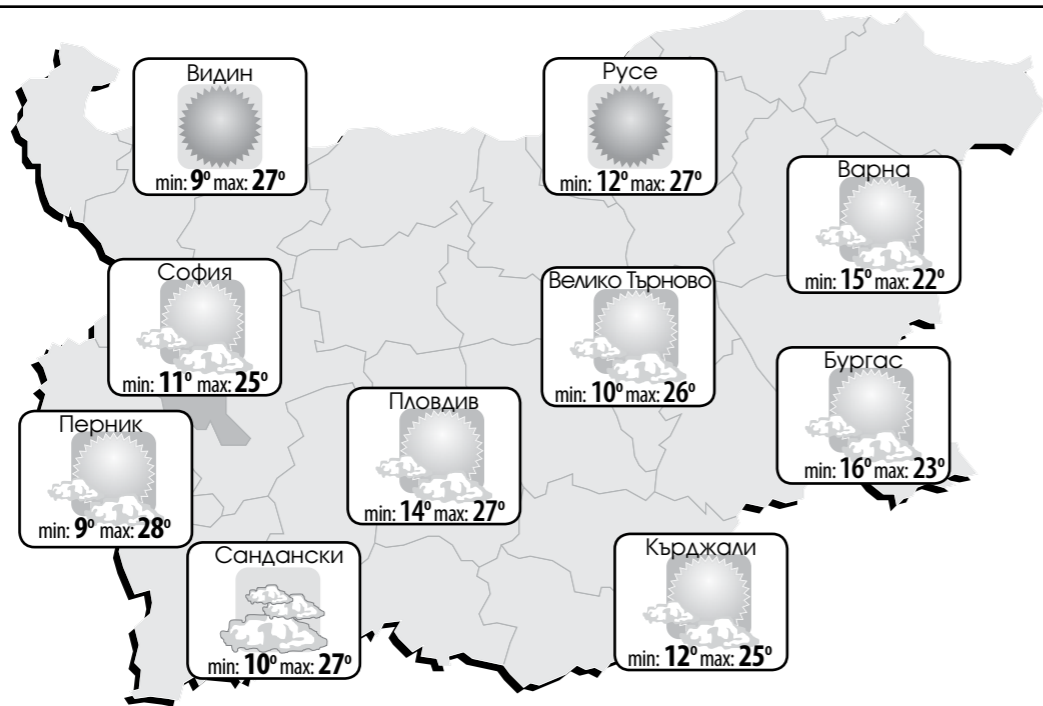 Видин
min: 9° max: 27°
Русе
min: 12° max: 27°
Варна
min: 15° max: 22°
София
min: 11° max: 25°
Велико Търново
min: 10° max: 26°
Бургас
min: 16° max: 23°
Пловдив
min: 14° max: 27°
Перник
min: 9° max: 28°
Сандански
min: 10° max: 27°
Кърджали
min: 12° max: 25°